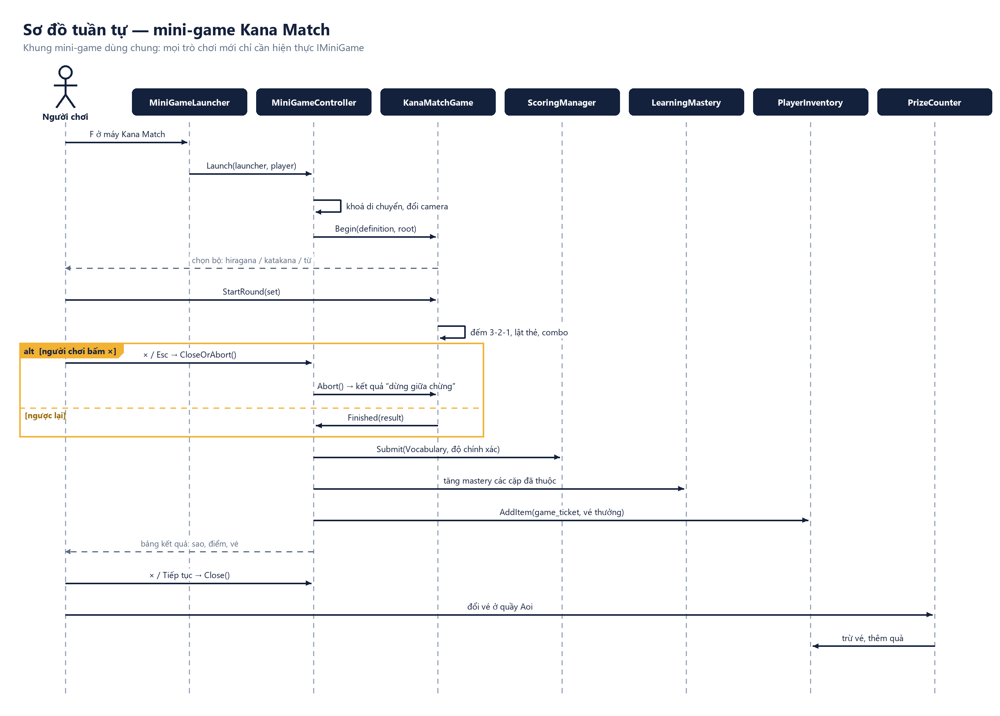 Sơ đồ tuần tự — mini-game Kana Match
Khung mini-game dùng chung: mọi trò chơi mới chỉ cần hiện thực IMiniGame
Người chơi
MiniGameLauncher
MiniGameController
KanaMatchGame
ScoringManager
LearningMastery
PlayerInventory
PrizeCounter
F ở máy Kana Match
Launch(launcher, player)
khoá di chuyển, đổi camera
Begin(definition, root)
chọn bộ: hiragana / katakana / từ
StartRound(set)
đếm 3-2-1, lật thẻ, combo
alt [người chơi bấm ×]
× / Esc → CloseOrAbort()
Abort() → kết quả “dừng giữa chừng”
[ngược lại]
Finished(result)
Submit(Vocabulary, độ chính xác)
tăng mastery các cặp đã thuộc
AddItem(game_ticket, vé thưởng)
bảng kết quả: sao, điểm, vé
× / Tiếp tục → Close()
đổi vé ở quầy Aoi
trừ vé, thêm quà